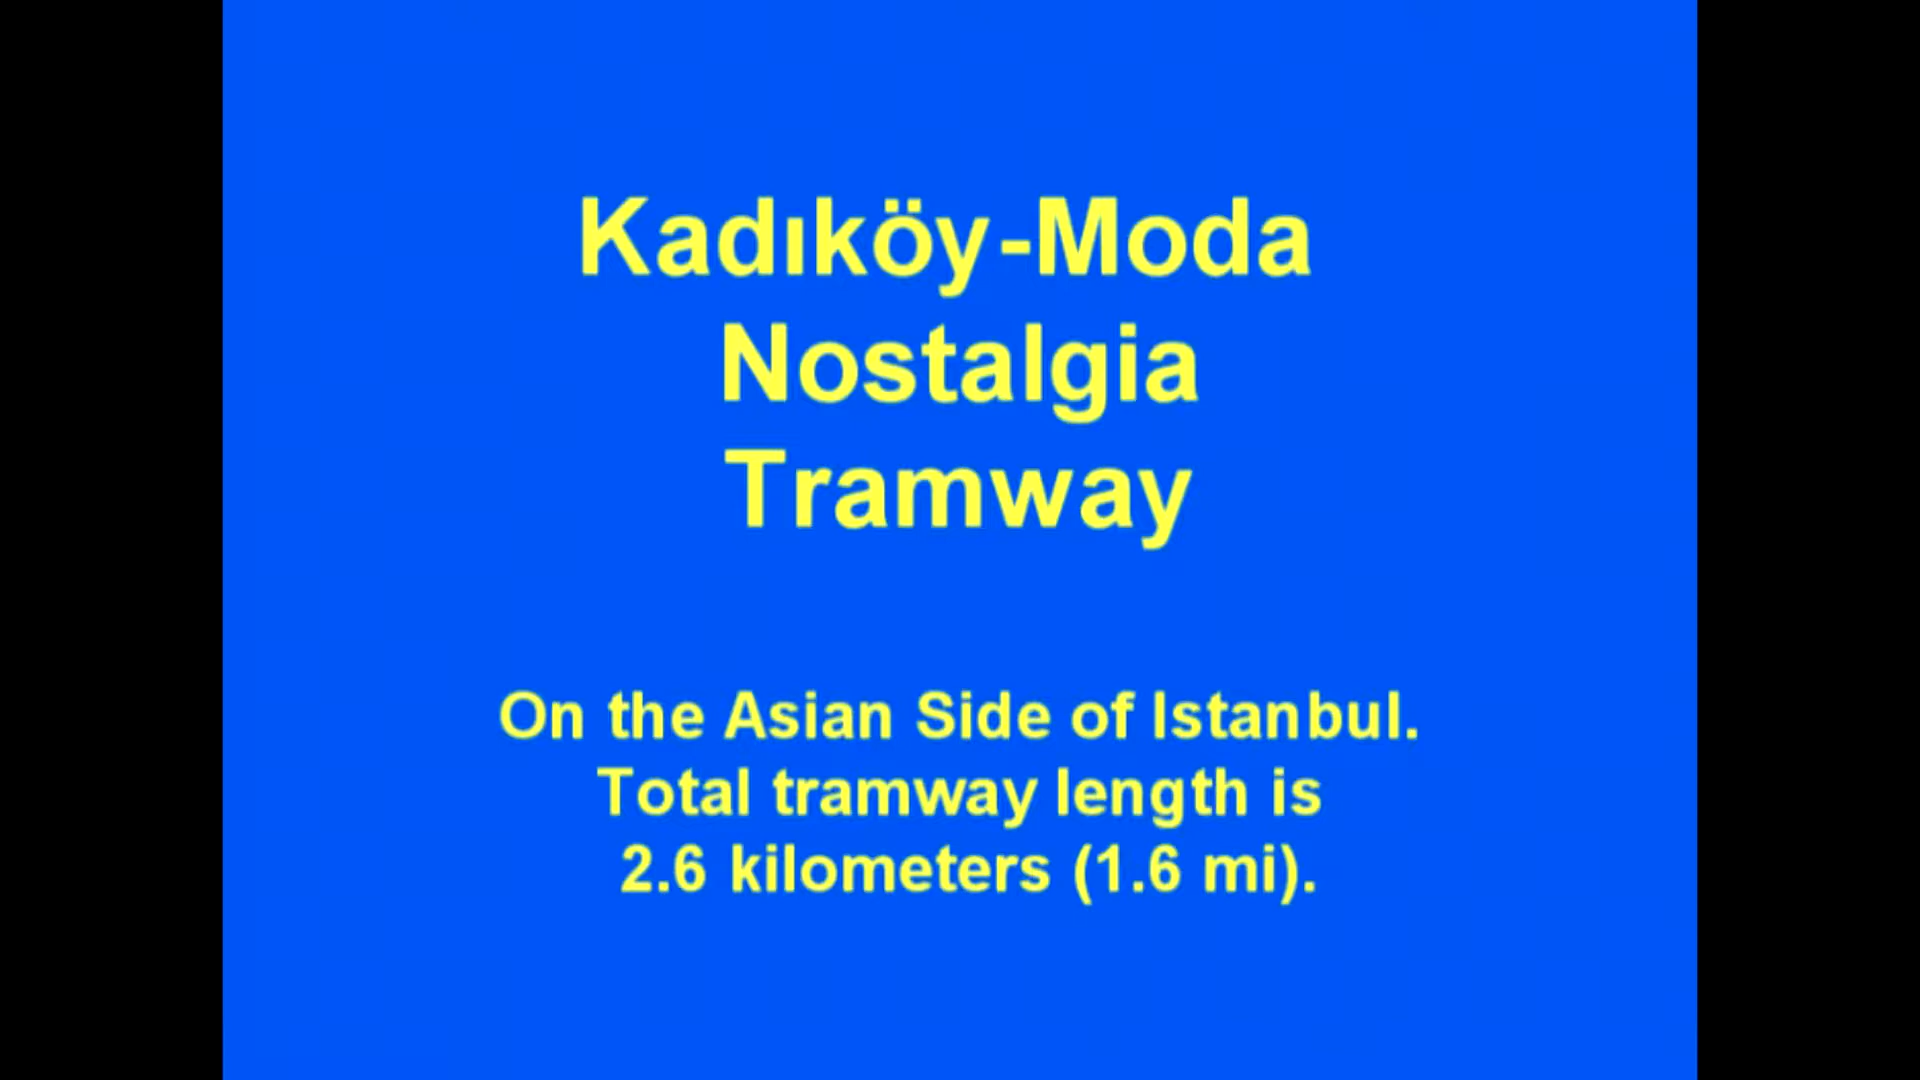 Kadıköy-Moda
Nostalgia
Tramway
On the Asian Side of Istanbul.
Total tramway length is
2.6 kilometers (1.6 mi).